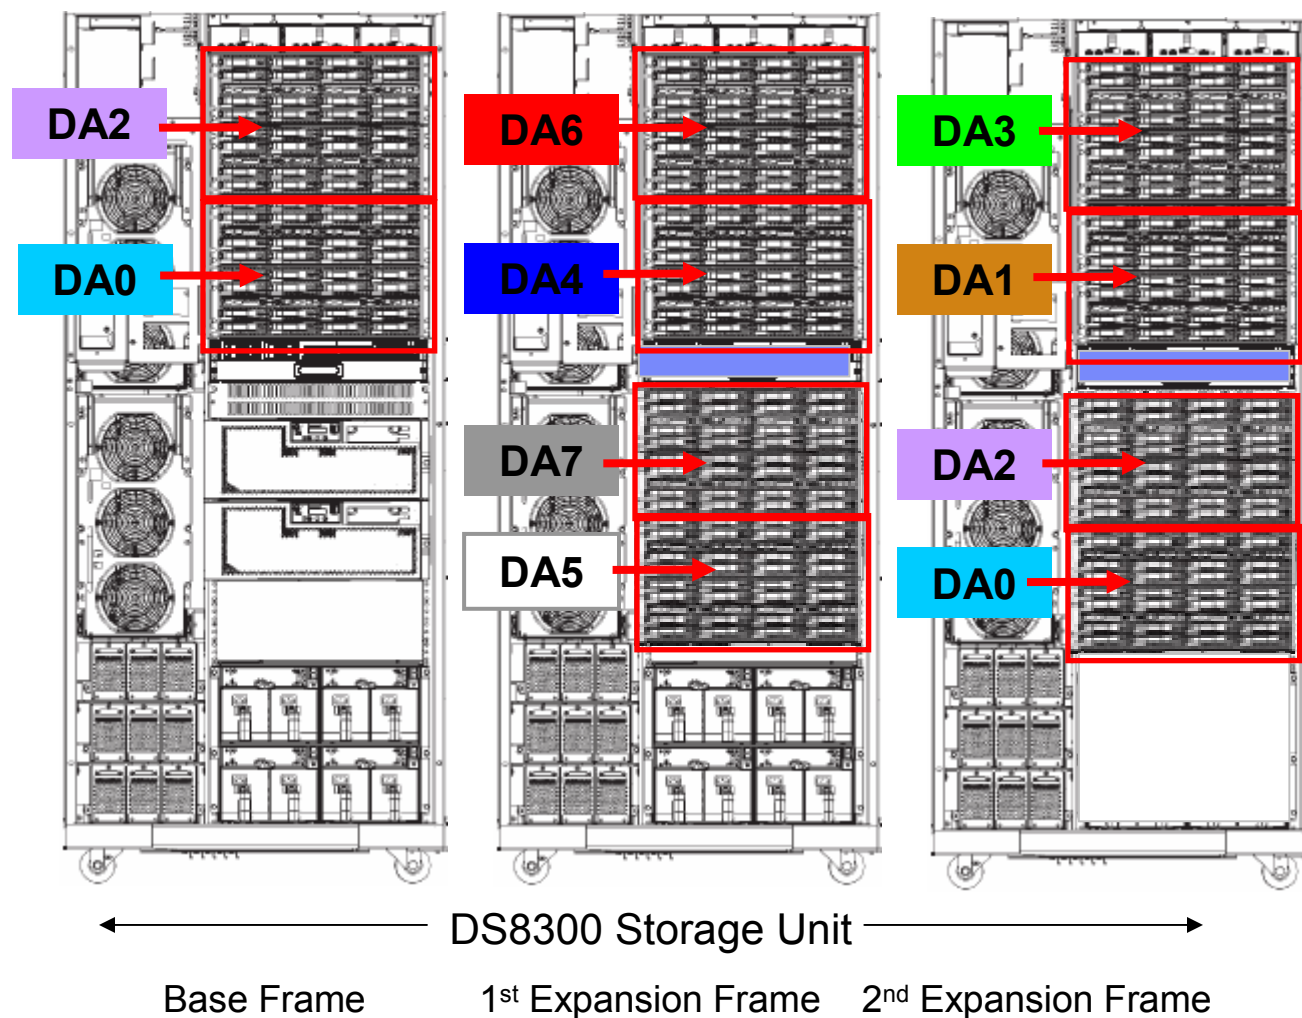 DA2
DA0
DA6
DA4
DA7
DA5
DA3
DA1
DA2
DA0
DS8300 Storage Unit
Base Frame 1st Expansion Frame 2nd Expansion Frame